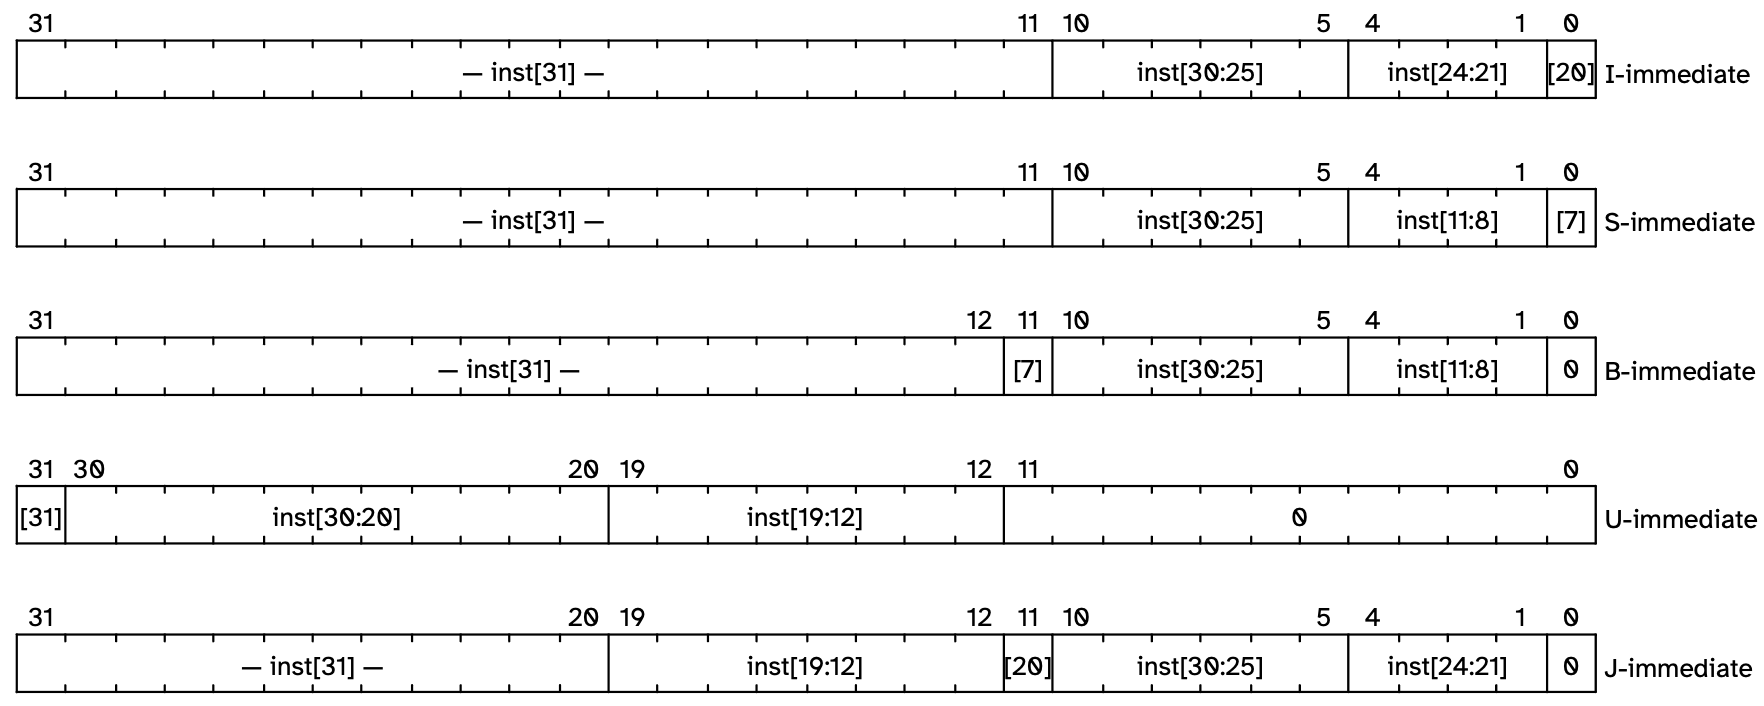 31 11 10 5 4 1 0
— inst[31] — inst[30:25] inst[24:21] [20] I-immediate
31 11 10 5 4 1 0
— inst[31] — inst[30:25] inst[11:8] [7] S-immediate
31 12 11 10 5 4 1 0
— inst[31] — [7] inst[30:25] inst[11:8] 0 B-immediate
31 30 20 19 12 11 0
[31] inst[30:20] inst[19:12] 0 U-immediate
31 20 19 12 11 10 5 4 1 0
— inst[31] — inst[19:12] [20] inst[30:25] inst[24:21] 0 J-immediate